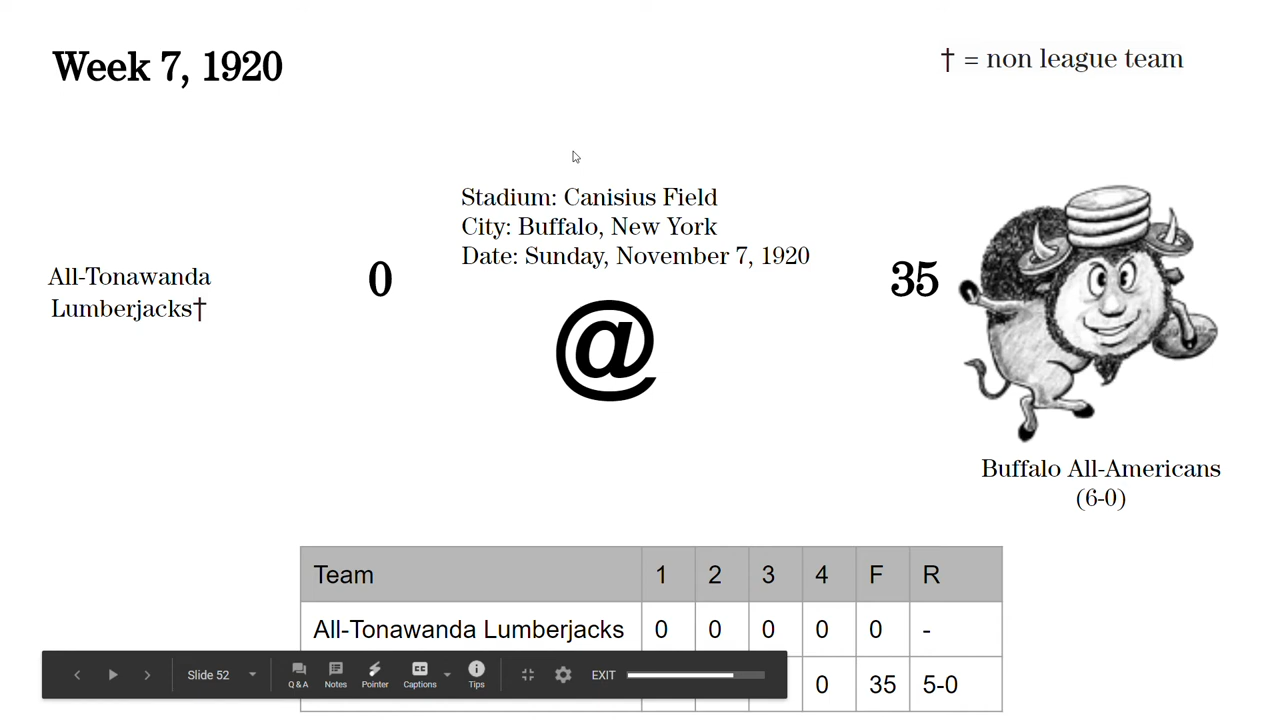 Week 7, 1920
† = non league team
Stadium: Canisius Field
City: Buffalo, New York
Date: Sunday, November 7, 1920
All-Tonawanda
Lumberjacks†
0
35
@
Buffalo All-Americans
(6-0)
Team 1 2 3 4 F R
All-Tonawanda Lumberjacks 0 0 0 0 0 -
0 35 5-0
Slide 52
Q & A Notes Pointer CC Captions Tips EXIT